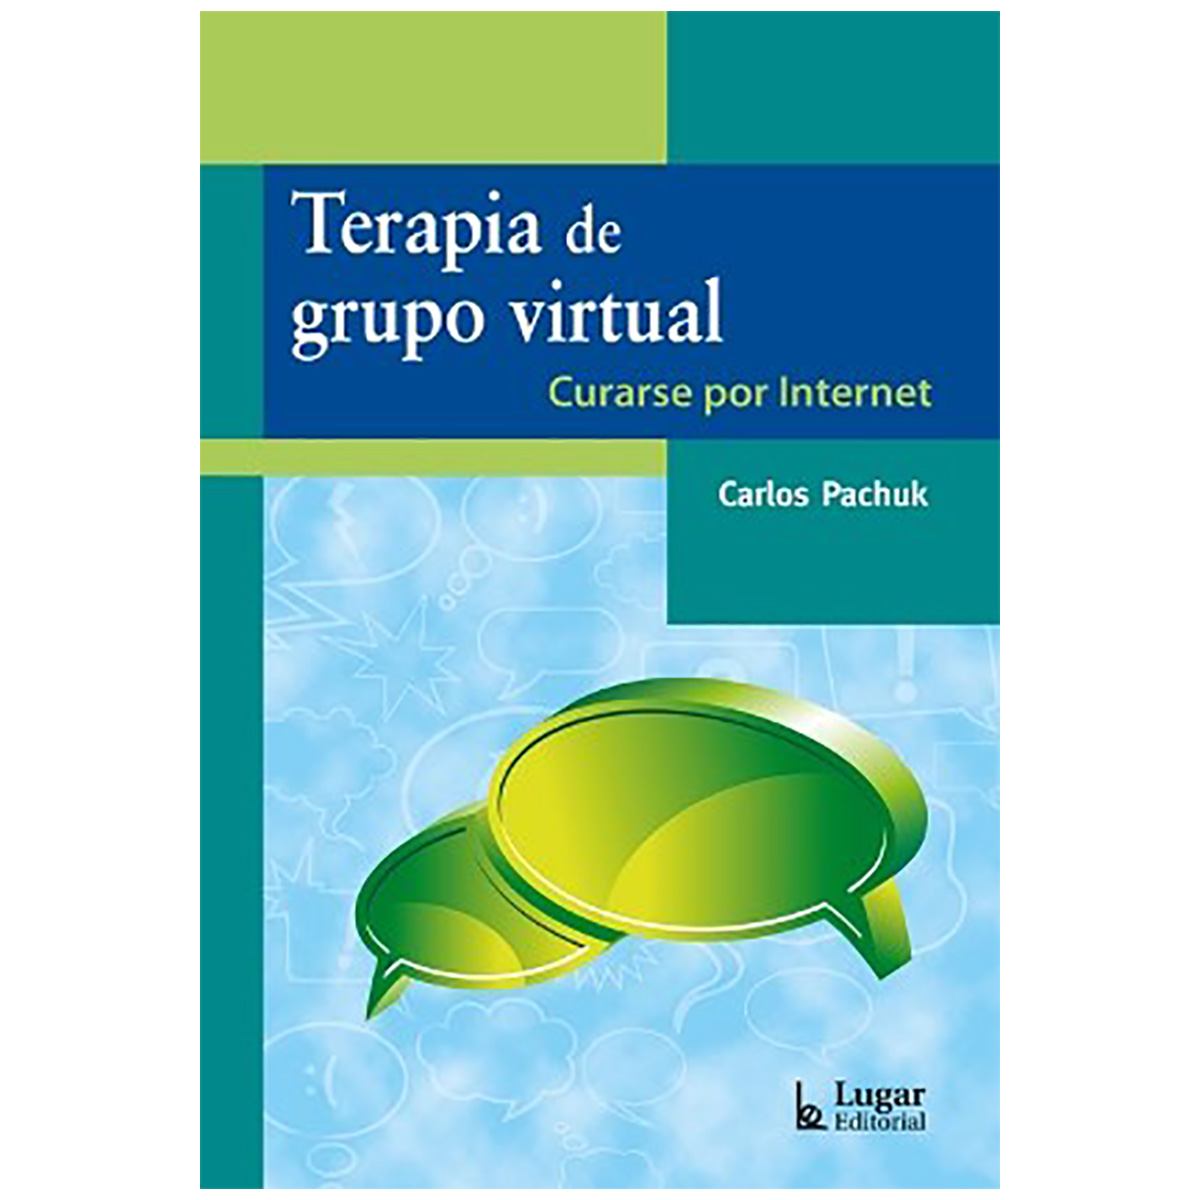 Terapia de
grupo virtual
Curarse por Internet
Carlos Pachuk
Lugar
Editorial